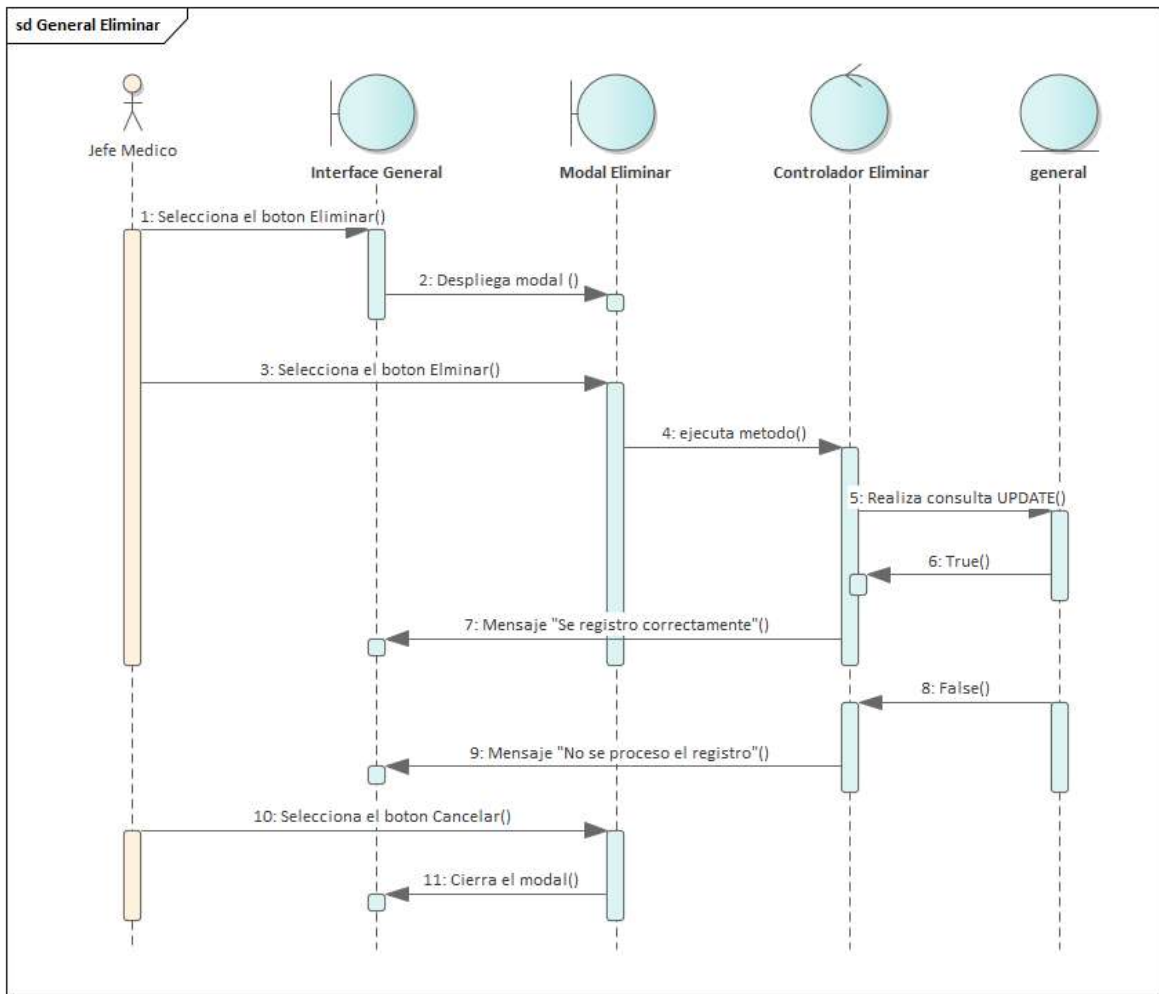 sd General Eliminar
Jefe Medico
Interface General
Modal Eliminar
Controlador Eliminar
general
1: Selecciona el boton Eliminar()
2: Despliega modal ()
3: Selecciona el boton Elminar()
4: ejecuta metodo()
5: Realiza consulta UPDATE()
6: True()
7: Mensaje "Se registro correctamente"()
8: False()
9: Mensaje "No se proceso el registro"()
10: Selecciona el boton Cancelar()
11: Cierra el modal()